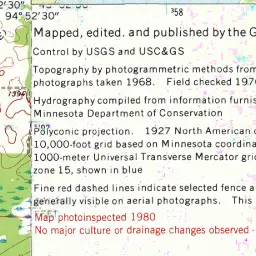 94°52'30"
358
Mapped, edited. and published by the G
Control by USGS and USC&GS
Topography by photogrammetric methods from
photographs taken 1968. Field checked 197
Hydrography compiled from information furnis
Minnesota Department of Conservation
Polyconic projection. 1927 North American
10,000-foot grid based on Minnesota coordina
1000-meter Universal Transverse Mercator gri
zone 15, shown in blue
Fine red dashed lines indicate selected fence a
generally visible on aerial photographs. This
Map photoinspected 1980
No major culture or drainage changes observed